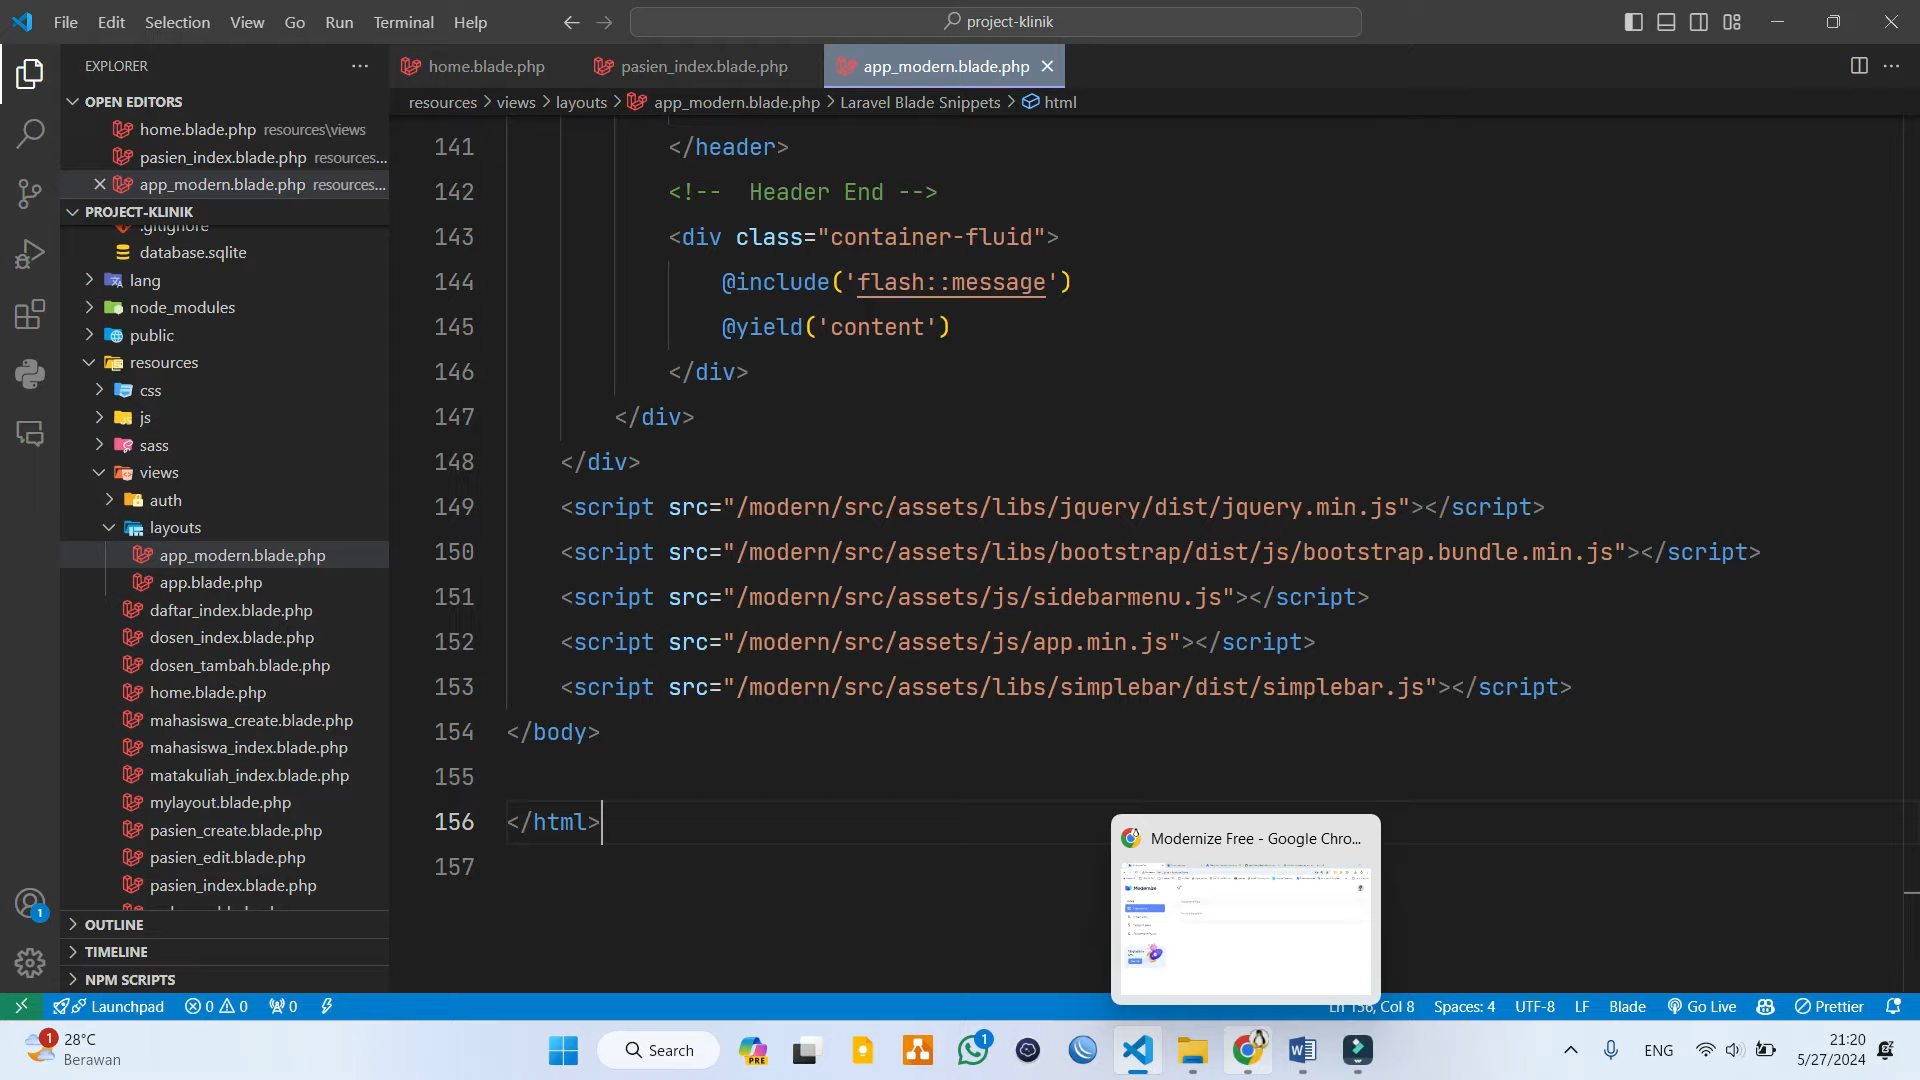 File Edit Selection View Go Run Terminal Help
project-klinik
EXPLORER
OPEN EDITORS
home.blade.php resources\views
pasien_index.blade.php resources...
app_modern.blade.php resources...
PROJECT-KLINIK
.gitignore
database.sqlite
lang
node_modules
public
resources
css
js
sass
views
auth
layouts
app_modern.blade.php
app.blade.php
daftar_index.blade.php
dosen_index.blade.php
dosen_tambah.blade.php
home.blade.php
mahasiswa_create.blade.php
mahasiswa_index.blade.php
matakuliah_index.blade.php
mylayout.blade.php
pasien_create.blade.php
pasien_edit.blade.php
pasien_index.blade.php
OUTLINE
TIMELINE
NPM SCRIPTS
home.blade.php pasien_index.blade.php app_modern.blade.php
resources > views > layouts > app_modern.blade.php > Laravel Blade Snippets > html
141 </header>
142 <!--  Header End -->
143 <div class="container-fluid">
144 @include('flash::message')
145 @yield('content')
146 </div>
147 </div>
148 </div>
149 <script src="/modern/src/assets/libs/jquery/dist/jquery.min.js"></script>
150 <script src="/modern/src/assets/libs/bootstrap/dist/js/bootstrap.bundle.min.js"></script>
151 <script src="/modern/src/assets/js/sidebarmenu.js"></script>
152 <script src="/modern/src/assets/js/app.min.js"></script>
153 <script src="/modern/src/assets/libs/simplebar/dist/simplebar.js"></script>
154 </body>
155
156 </html>
157
Modernize Free - Google Chro...
Modernize
1
Launchpad 0 0 0
Ln 156, Col 8 Spaces: 4 UTF-8 LF Blade Go Live Prettier
1
28°C
Berawan
Search
PRE
1
ENG
21:20
5/27/2024